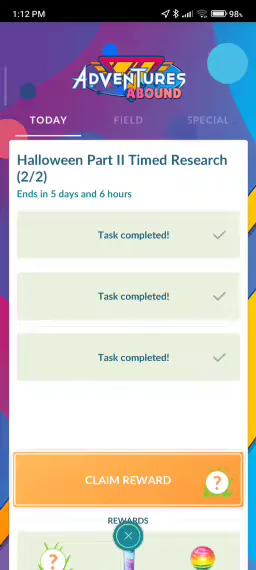 1:12 PM
98%
ADVENTURES
ABOUND
TODAY FIELD SPECIAL
Halloween Part II Timed Research
(2/2)
Ends in 5 days and 6 hours
Task completed!
Task completed!
Task completed!
CLAIM REWARD ?
REWARDS
?